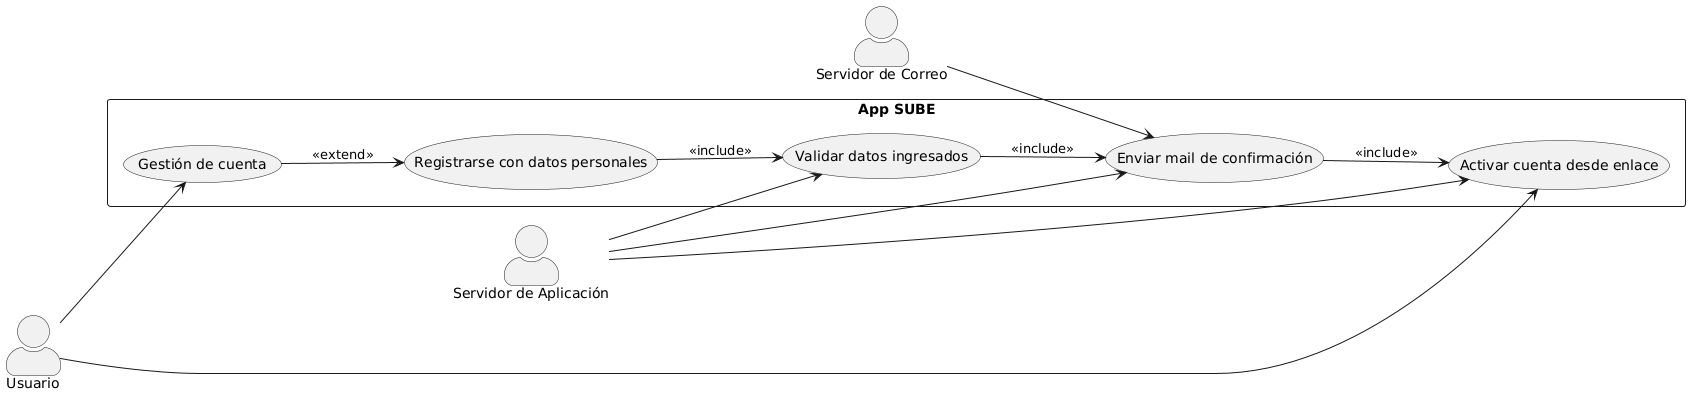 Servidor de Correo
App SUBE
Gestión de cuenta
«extend»
Registrarse con datos personales
«include»
Validar datos ingresados
«include»
Enviar mail de confirmación
«include»
Activar cuenta desde enlace
Servidor de Aplicación
Usuario